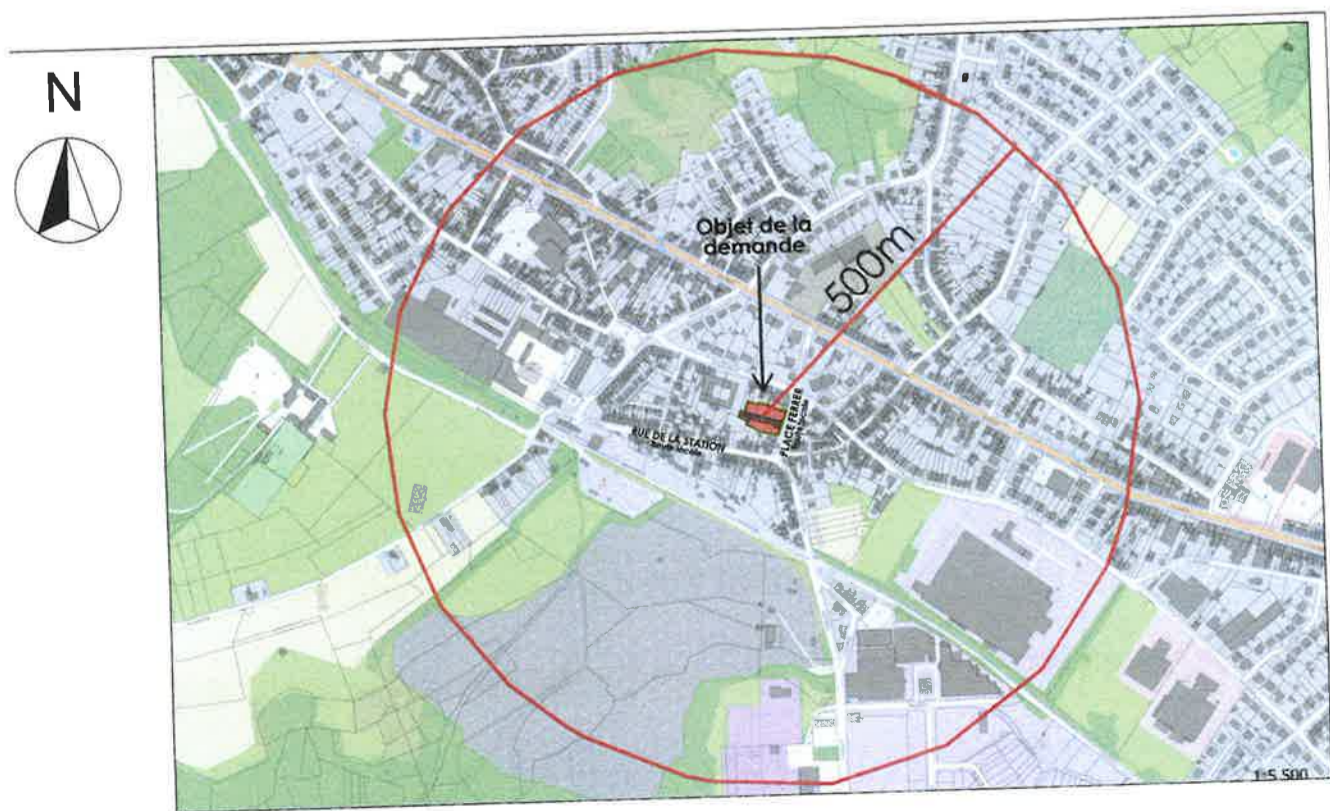 N
Objet de la
demande
500m
PLACE FERRER
RUE DE LA STATION
1:5 500